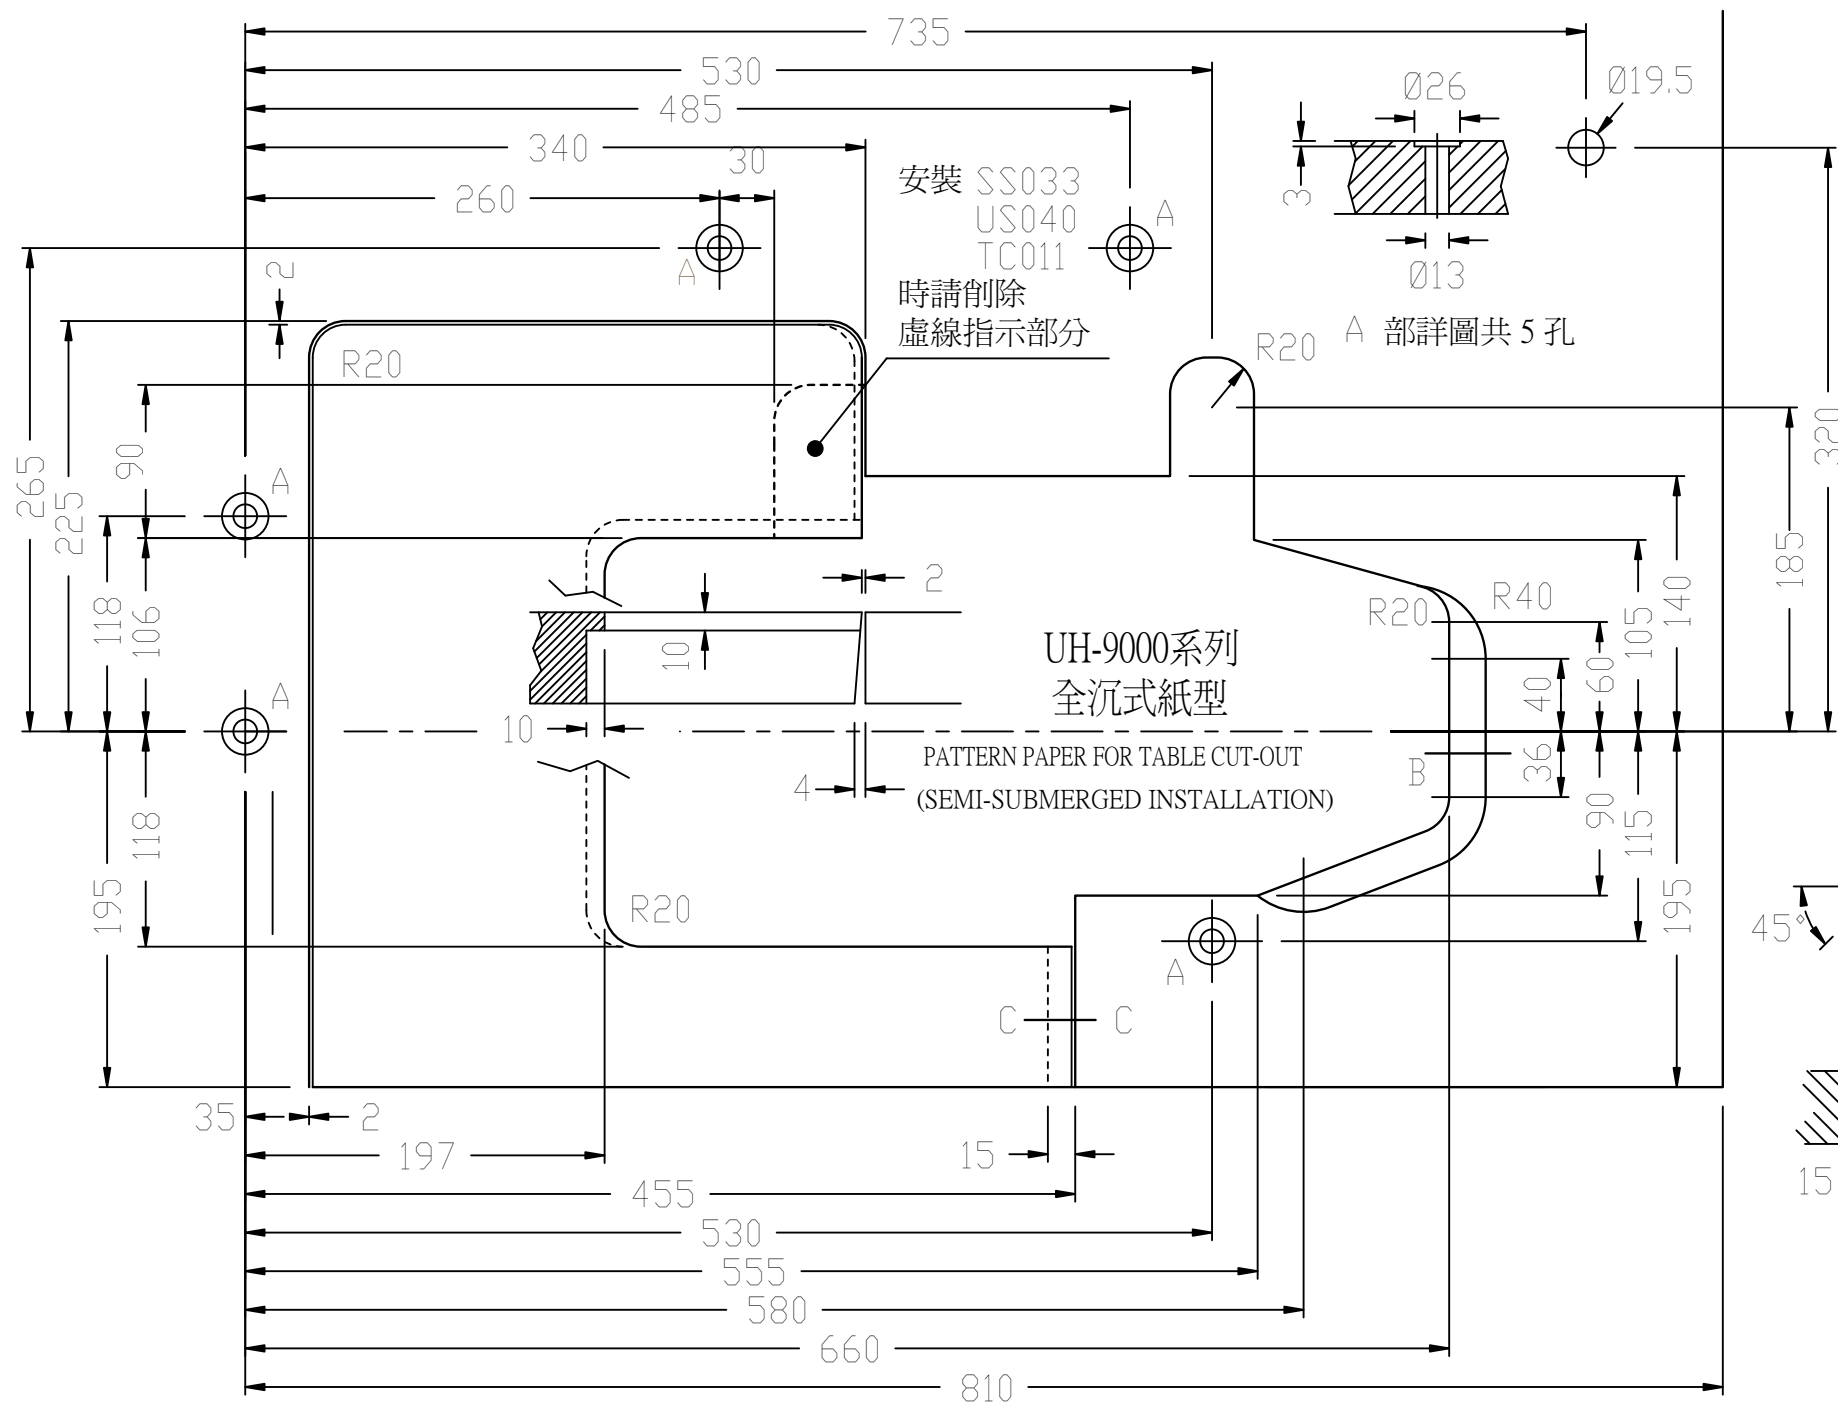 735
530
485
340
30
260
Ø26
Ø19.5
3
Ø13
安裝 SS033
US040
TC011
時請削除
虛線指示部分
A
A
A 部詳圖共 5 孔
2
R20
R20
320
265
225
90
A
118
106
A
185
140
105
60
40
R20
R40
2
10
10
4
UH-9000系列
全沉式紙型
PATTERN PAPER FOR TABLE CUT-OUT
(SEMI-SUBMERGED INSTALLATION)
B
36
90
115
195
45°
195
118
R20
A
C
C
35
2
197
15
15
455
530
555
580
660
810